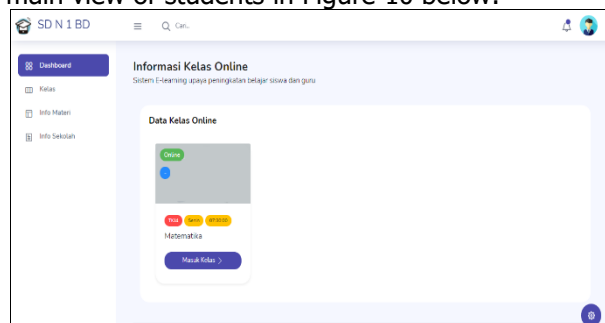 main view of students in Figure 10 below.
SD N 1 BD
Cari..
Dashboard
Kelas
Info Materi
Info Sekolah
Informasi Kelas Online
Sistem E-learning upaya peningkatan belajar siswa dan guru.
Data Kelas Online
Online
Senin
Matematika
Masuk Kelas >